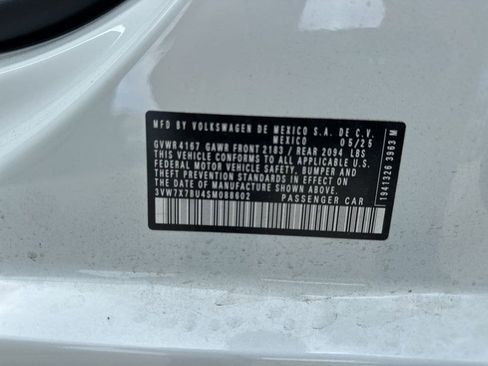 MFD BY VOLKSWAGEN DE MEXICO S.A. DE C.V.
MEXICO 05/25
GVWR 4167 GAWR FRONT 2183 / REAR 2094 LBS
THIS VEHICLE CONFORMS TO ALL APPLICABLE U.S.
FEDERAL MOTOR VEHICLE SAFETY, BUMPER, AND
THEFT PREVENTION STANDARDS IN EFFECT ON THE
DATE OF MANUFACTURE SHOWN ABOVE.
3VW7X7BU4SM088602 PASSENGER CAR
1941326 3963 M